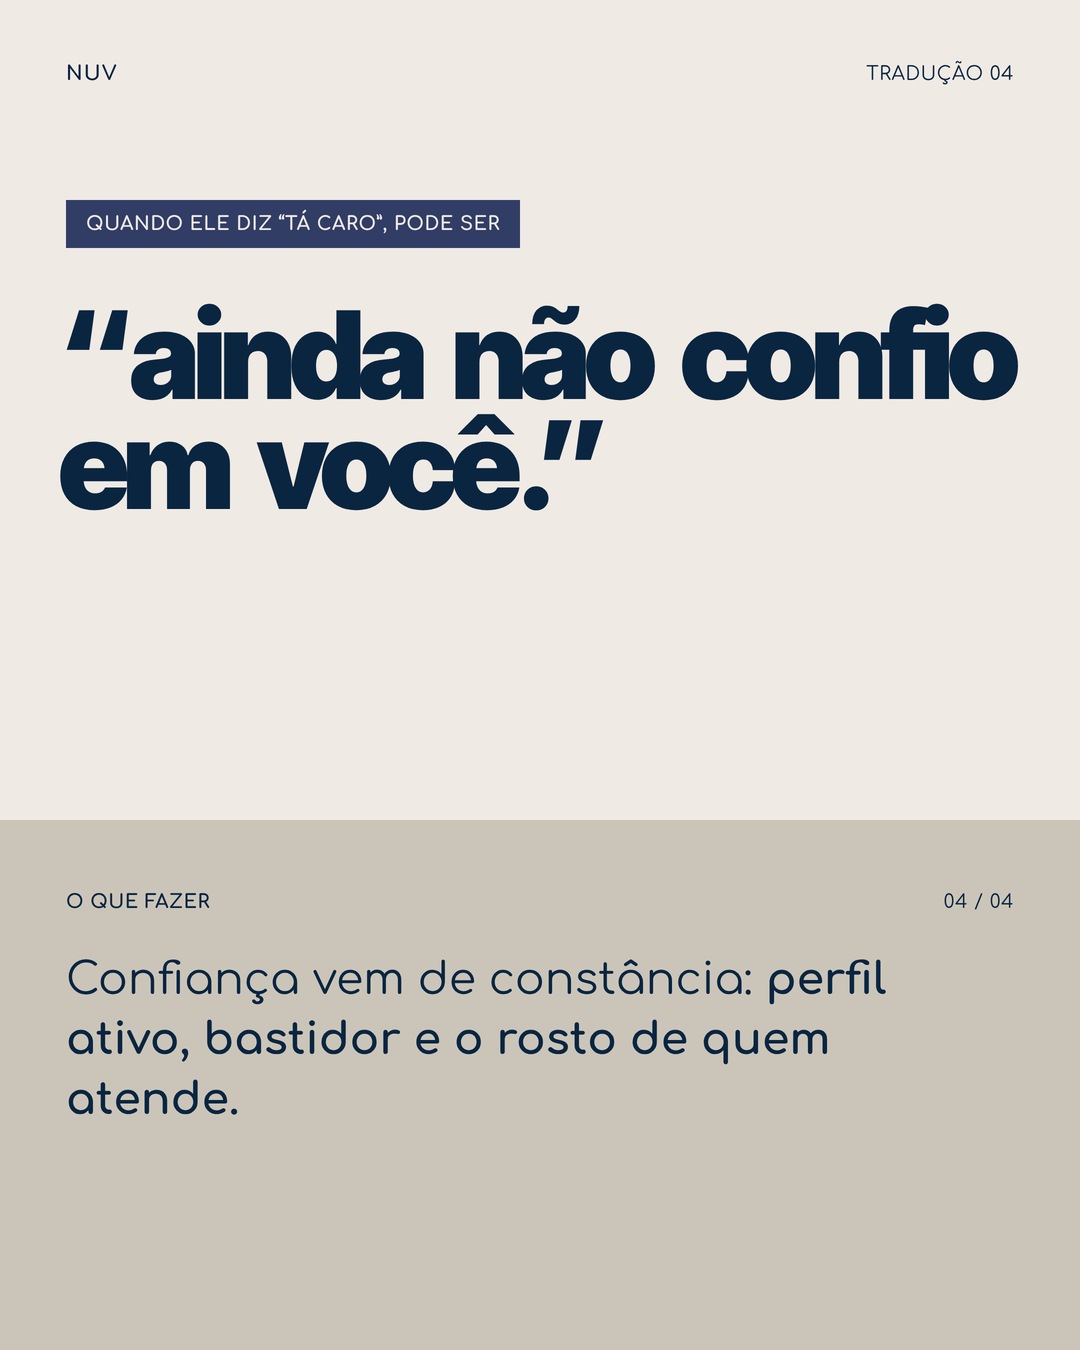 NUV
TRADUÇÃO 04
QUANDO ELE DIZ “TÁ CARO”, PODE SER
“ainda não confio
em você.”
O QUE FAZER
04 / 04
Confiança vem de constância: perfil
ativo, bastidor e o rosto de quem
atende.